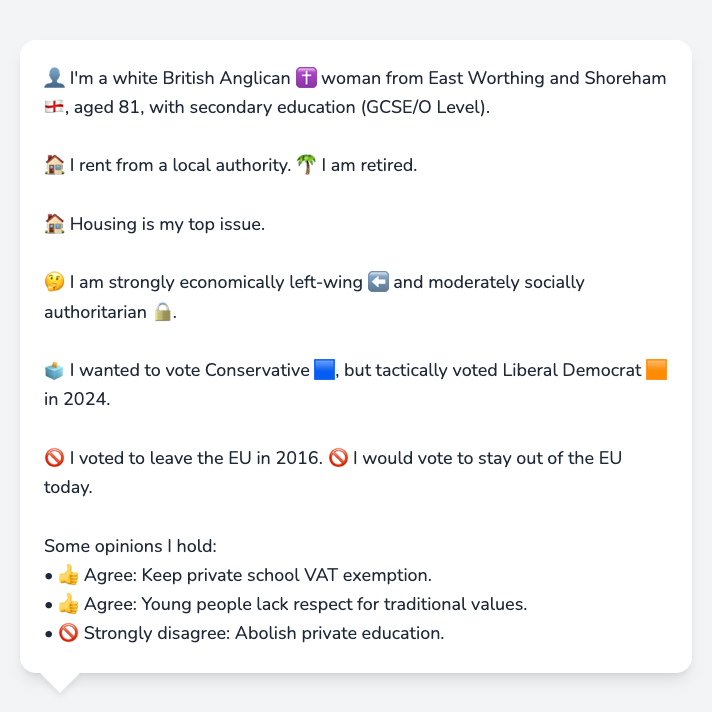 👤 I'm a white British Anglican ✝️ woman from East Worthing and Shoreham
🏴󠁧󠁢󠁥󠁮󠁧󠁿, aged 81, with secondary education (GCSE/O Level).
🏠 I rent from a local authority. 🌴 I am retired.
🏠 Housing is my top issue.
🤔 I am strongly economically left-wing ⬅️ and moderately socially
authoritarian 🔒.
🗳️ I wanted to vote Conservative 🟦, but tactically voted Liberal Democrat 🟧
in 2024.
🚫 I voted to leave the EU in 2016. 🚫 I would vote to stay out of the EU
today.
Some opinions I hold:
• 👍 Agree: Keep private school VAT exemption.
• 👍 Agree: Young people lack respect for traditional values.
• 🚫 Strongly disagree: Abolish private education.